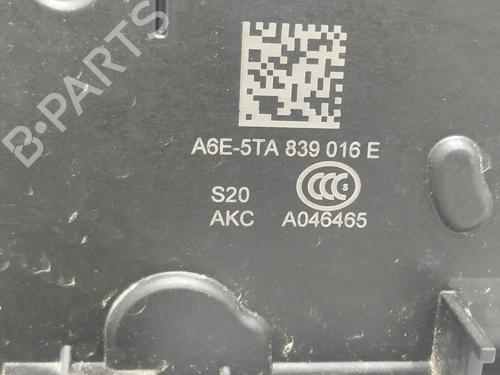 B-PARTS
A6E-5TA 839 016 E
S20
CCC S
AKC A046465